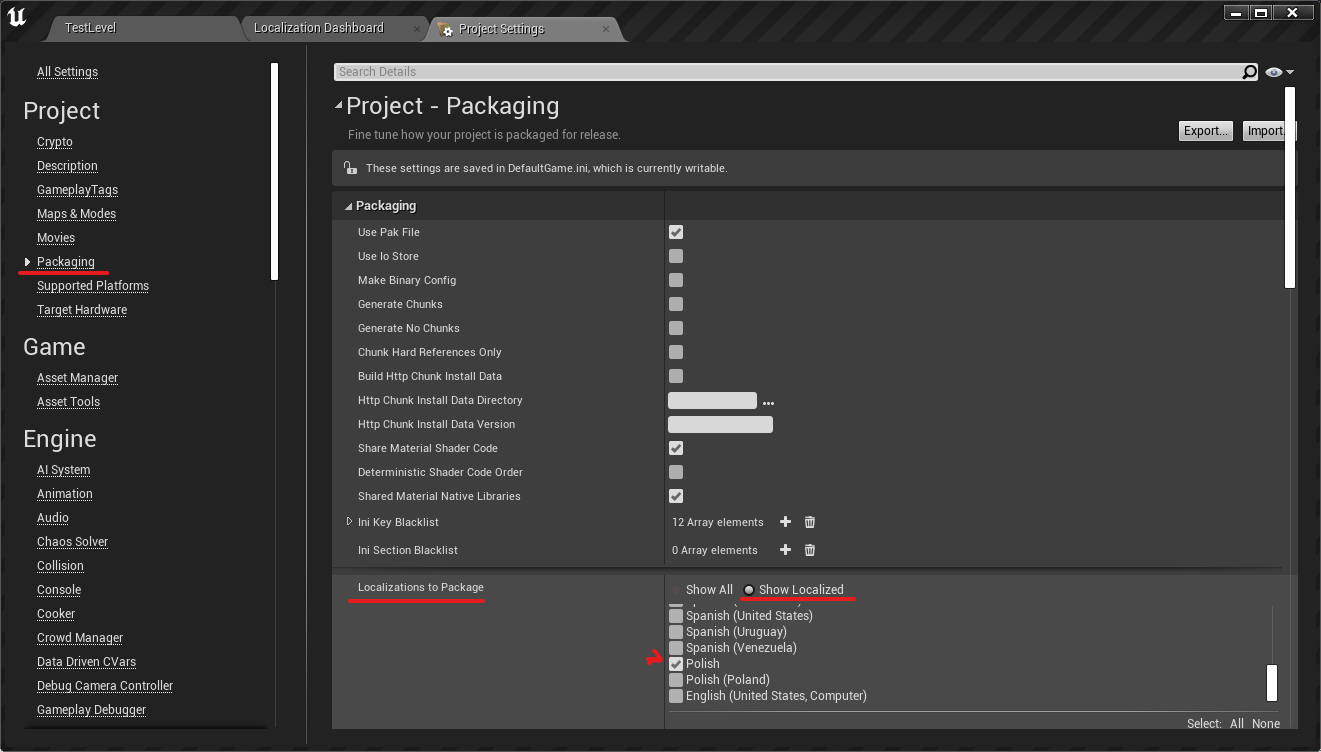 TestLevel
Localization Dashboard
Project Settings
All Settings
Project
Crypto
Description
GameplayTags
Maps & Modes
Movies
Packaging
Supported Platforms
Target Hardware
Game
Asset Manager
Asset Tools
Engine
AI System
Animation
Audio
Chaos Solver
Collision
Console
Cooker
Crowd Manager
Data Driven CVars
Debug Camera Controller
Gameplay Debugger
Search Details
Project - Packaging
Fine tune how your project is packaged for release.
Export...
Import
These settings are saved in DefaultGame.ini, which is currently writable.
Packaging
Use Pak File
Use Io Store
Make Binary Config
Generate Chunks
Generate No Chunks
Chunk Hard References Only
Build Http Chunk Install Data
Http Chunk Install Data Directory
...
Http Chunk Install Data Version
Share Material Shader Code
Deterministic Shader Code Order
Shared Material Native Libraries
Ini Key Blacklist 12 Array elements
Ini Section Blacklist 0 Array elements
Localizations to Package Show All Show Localized
Spanish (United States)
Spanish (Uruguay)
Spanish (Venezuela)
Polish
Polish (Poland)
English (United States, Computer)
Select: All None